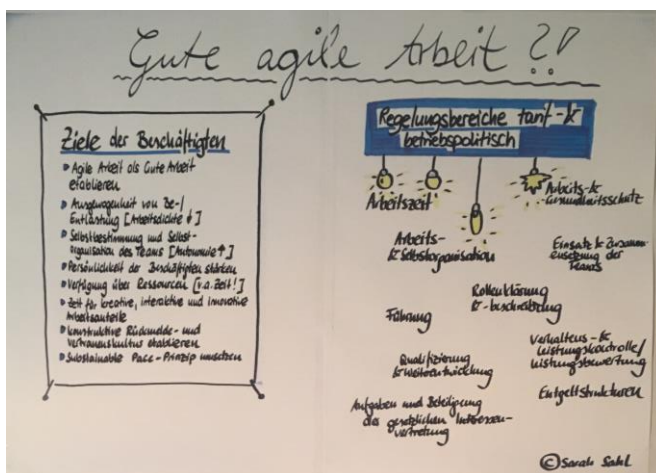 Gute agile Arbeit ?!
Ziele der Beschäftigten
Agile Arbeit als Gute Arbeit
etablieren
Ausgewogenheit von Be-/
Entlastung [Arbeitsdichte ↓]
Selbstbestimmung und Selbst-
organisation des Teams [Autonomie ↑]
Persönlichkeit der Beschäftigten stärken
Verfügung über Ressourcen [v.a. Zeit!]
Zeit für kreative, interaktive und innovative
Arbeitsanteile
konstruktive Rückmelde- und
Vertrauenskultur etablieren
Sustainable Pace-Prinzip umsetzen
Regelungsbereiche tarif- &
betriebspolitisch
Arbeitszeit
Arbeits- &
Gesundheitsschutz
Arbeits-
& Selbstorganisation
Einsatz & Zusammen-
ensetzung der
Teams
Rollenklärung
& -beschreibung
Führung
Verhaltens- &
Leistungskontrolle/
Leistungsbewertung
Qualifizierung
& Weiterentwicklung
Entgeltstrukturen
Aufgaben und Beteiligung
der gesetzlichen Interessen-
vertretung
© Sarah Sahl